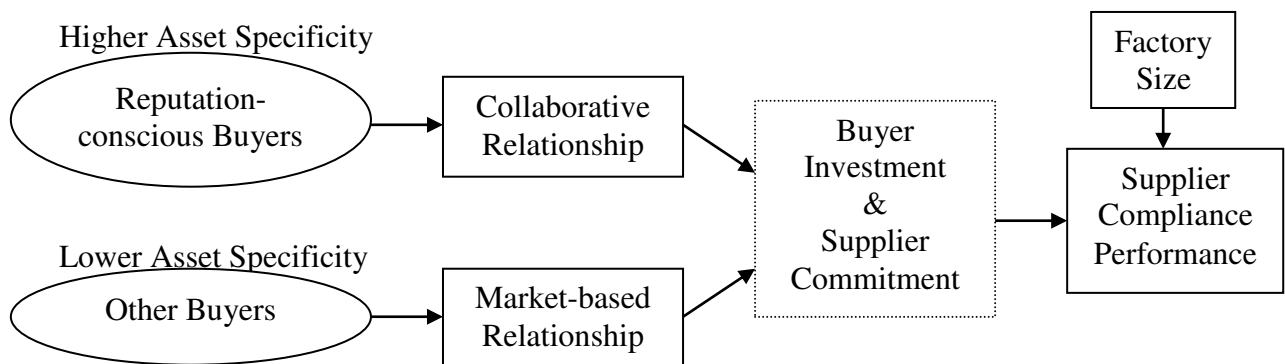 Higher Asset Specificity
Reputation-
conscious Buyers
Collaborative
Relationship
Lower Asset Specificity
Other Buyers
Market-based
Relationship
Buyer
Investment
&
Supplier
Commitment
Factory
Size
Supplier
Compliance
Performance